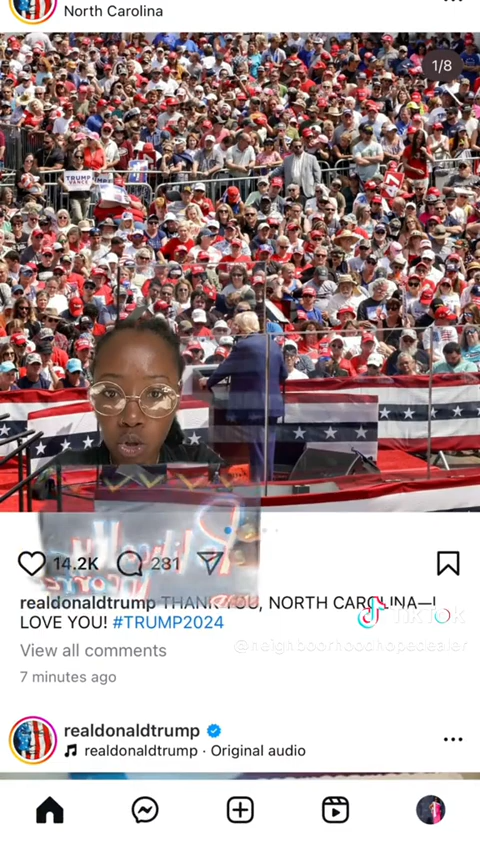 North Carolina
1/8
TRUMP
VANCE
14.2K
281
realdonaldtrump THANK YOU, NORTH CAROLINA—I
LOVE YOU! #TRUMP2024
View all comments
7 minutes ago
TikTok
@neighboorhoodhopedealer
realdonaldtrump
realdonaldtrump · Original audio